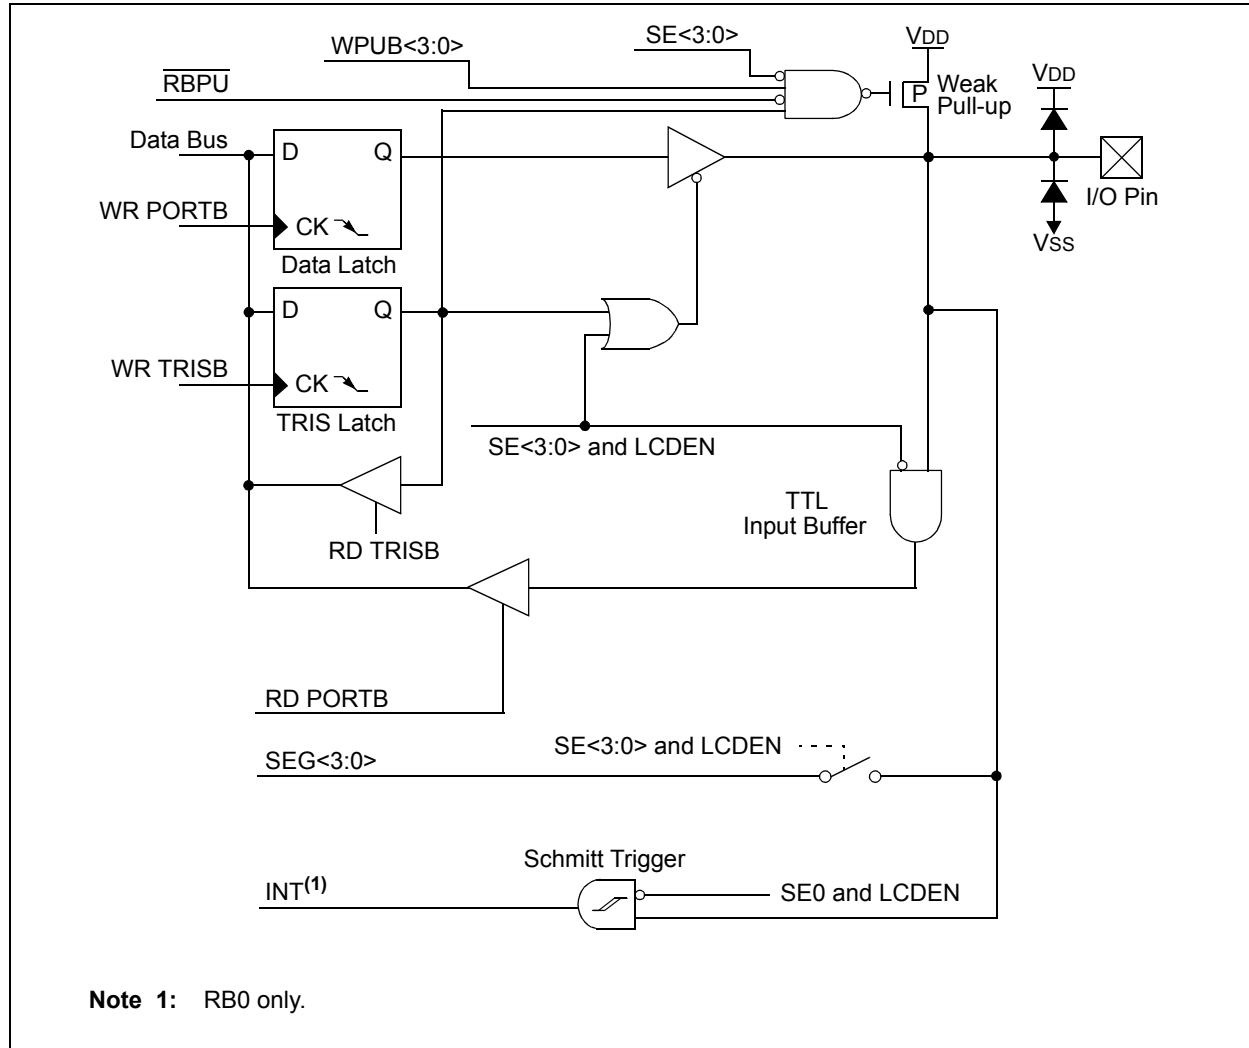 SE<3:0>
VDD
WPUB<3:0>
RBPU
VDD
P
Weak
Pull-up
Data Bus
D
Q
WR PORTB
CK
I/O Pin
VSS
Data Latch
D
Q
WR TRISB
CK
TRIS Latch
SE<3:0> and LCDEN
TTL
Input Buffer
RD TRISB
RD PORTB
SE<3:0> and LCDEN
SEG<3:0>
Schmitt Trigger
INT(1)
SE0 and LCDEN
Note 1: RB0 only.